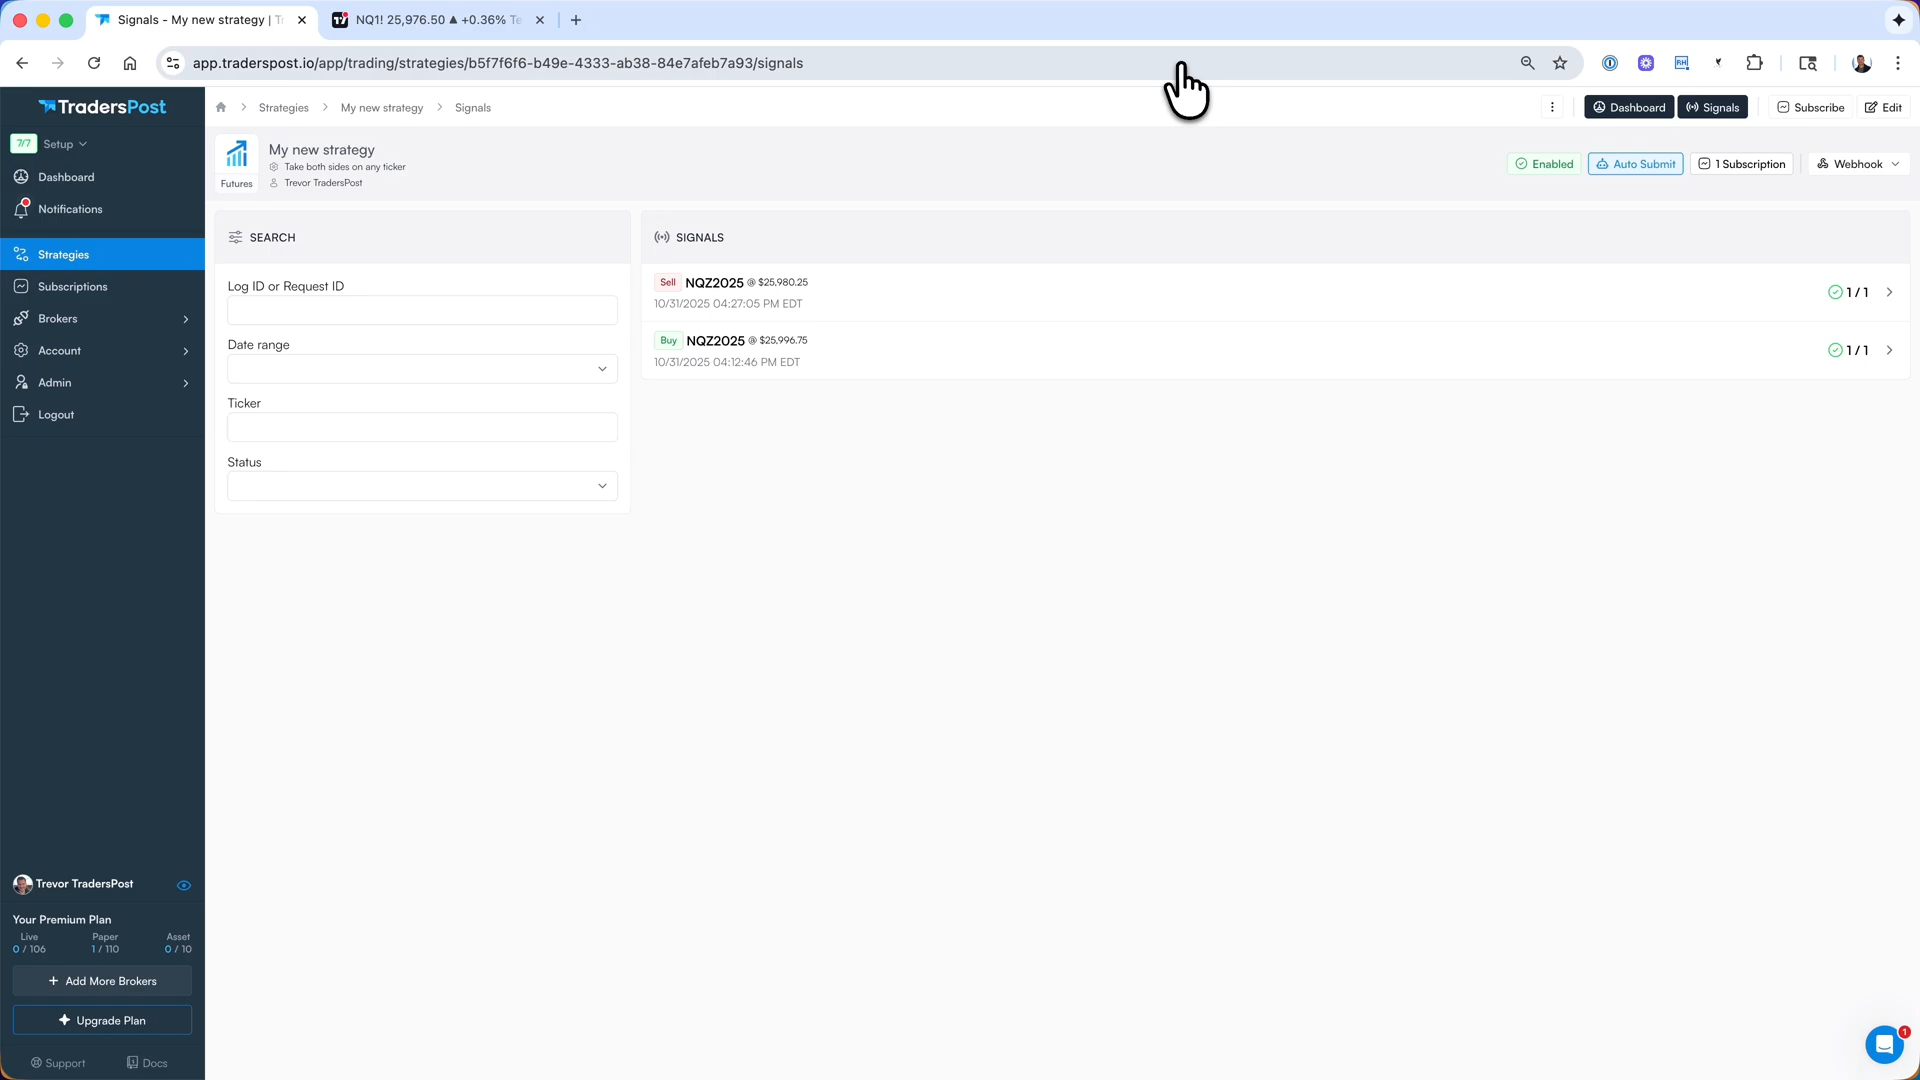 Signals - My new strategy | T
NQ1! 25,976.50 ▲ +0.36% Te
app.traderspost.io/app/trading/strategies/b5f7f6f6-b49e-4333-ab38-84e7afeb7a93/signals
TradersPost
7/7 Setup
Dashboard
Notifications
Strategies
Subscriptions
Brokers
Account
Admin
Logout
Strategies > My new strategy > Signals
Dashboard
Signals
Subscribe
Edit
My new strategy
Take both sides on any ticker
Trevor TradersPost
Futures
Enabled
Auto Submit
1 Subscription
Webhook
SEARCH
Log ID or Request ID
Date range
Ticker
Status
SIGNALS
Sell NQZ2025 @ $25,980.25
10/31/2025 04:27:05 PM EDT
1 / 1
Buy NQZ2025 @ $25,996.75
10/31/2025 04:12:46 PM EDT
1 / 1
Trevor TradersPost
Your Premium Plan
Live Paper Asset
0 / 106 1 / 110 0 / 10
+ Add More Brokers
Upgrade Plan
Support Docs
1